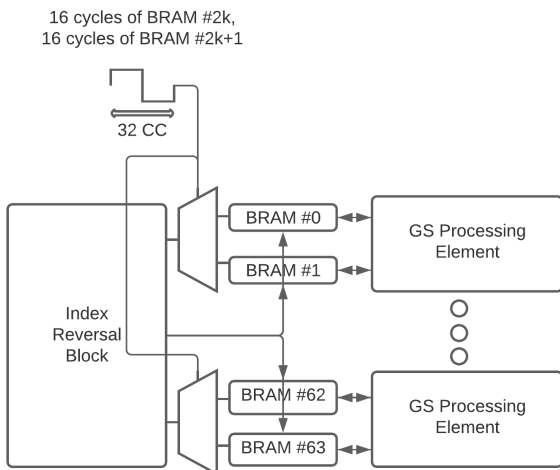 16 cycles of BRAM #2k,
16 cycles of BRAM #2k+1
32 CC
BRAM #0
BRAM #1
GS Processing
Element
Index
Reversal
Block
BRAM #62
BRAM #63
GS Processing
Element